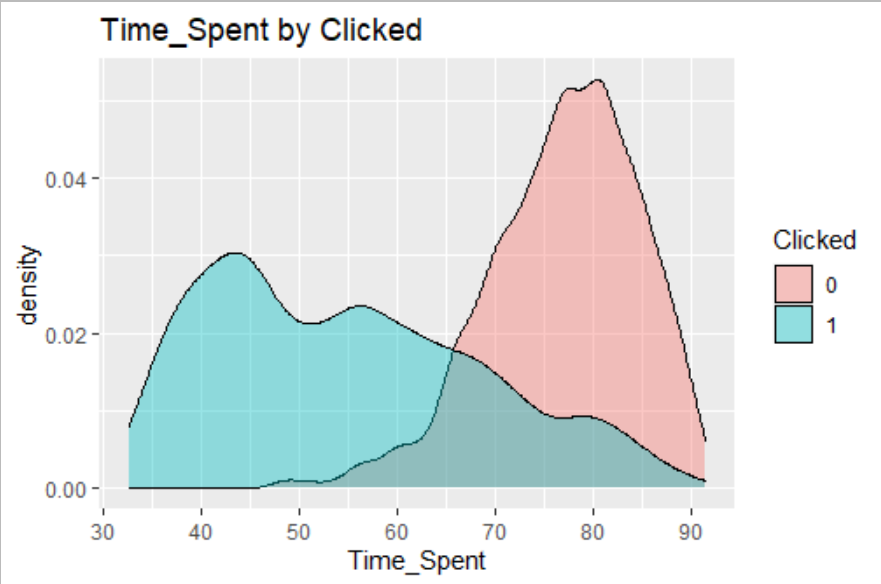 Time_Spent by Clicked
0.04
0.02
0.00
density
30 40 50 60 70 80 90
Time_Spent
Clicked
0
1